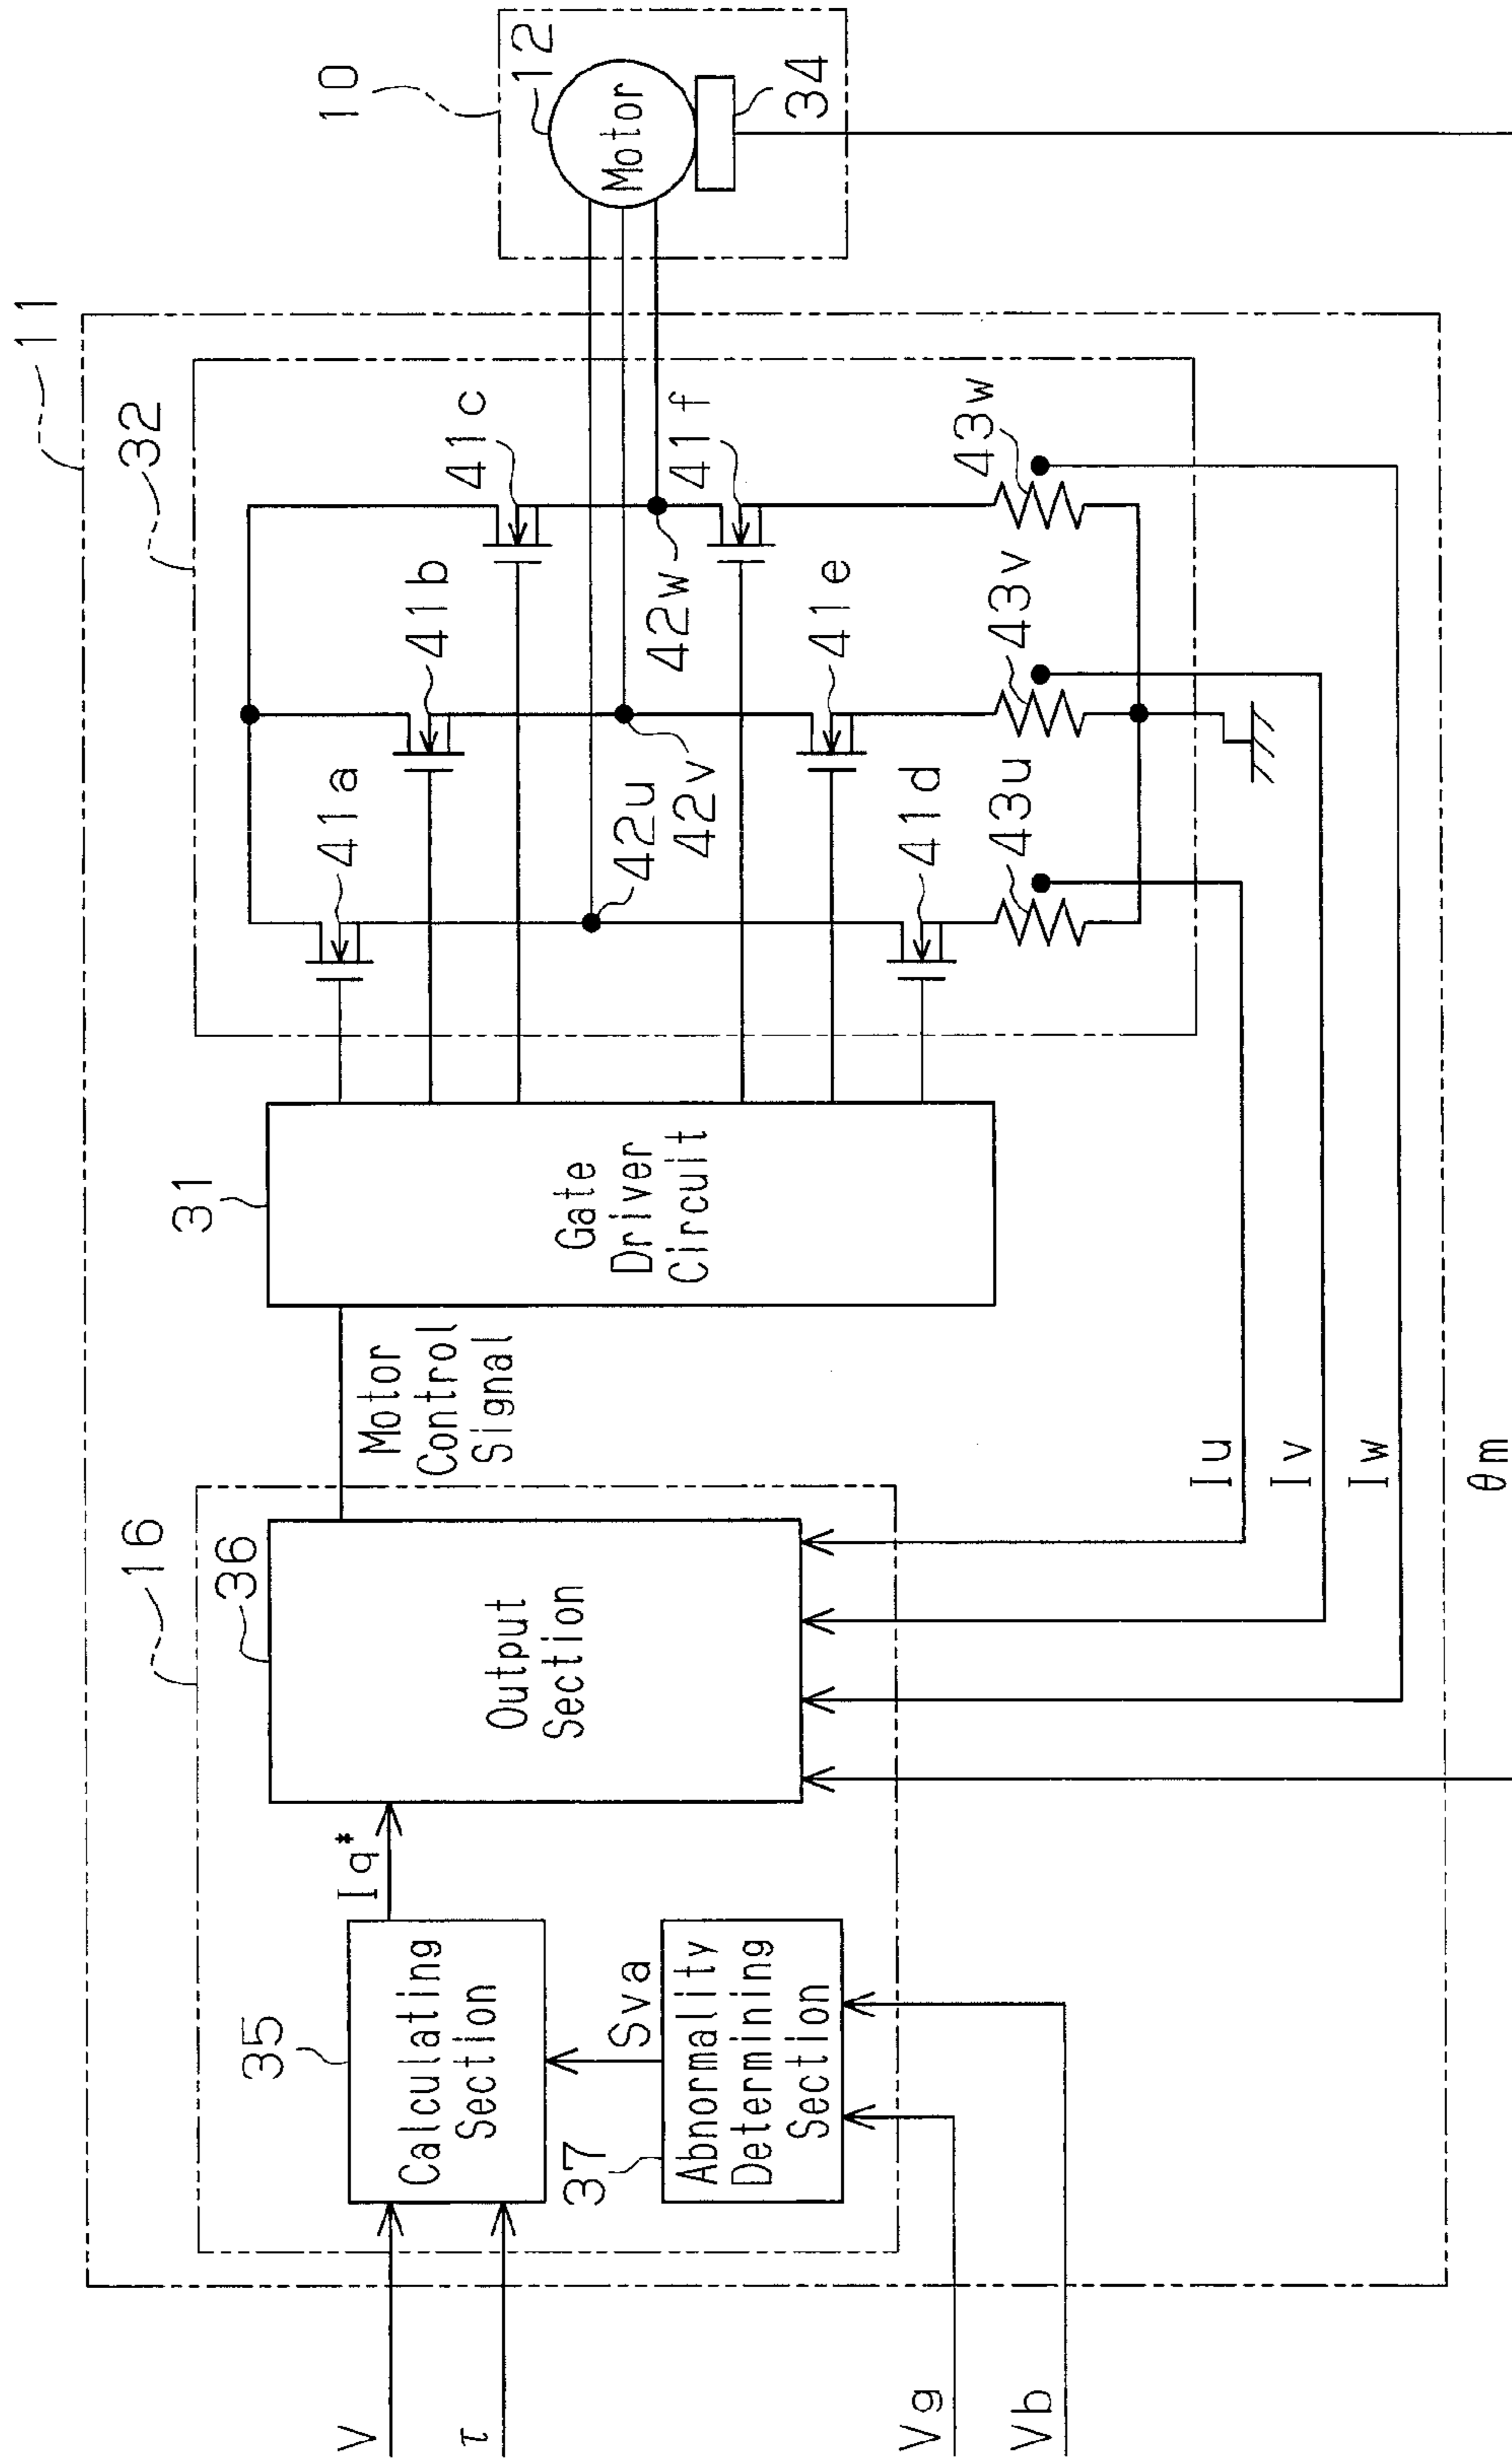 11
10
32
12
Motor
34
41a
41b
41c
42u
42v
42w
41d
41e
41f
43u
43v
43w
31
Gate
Driver
Circuit
Motor
Control
Signal
16
36
Output
Section
Iq*
35
Calculating
Section
Sva
37
Abnormality
Determining
Section
V
τ
Vg
Vb
Iu
Iv
Iw
θm